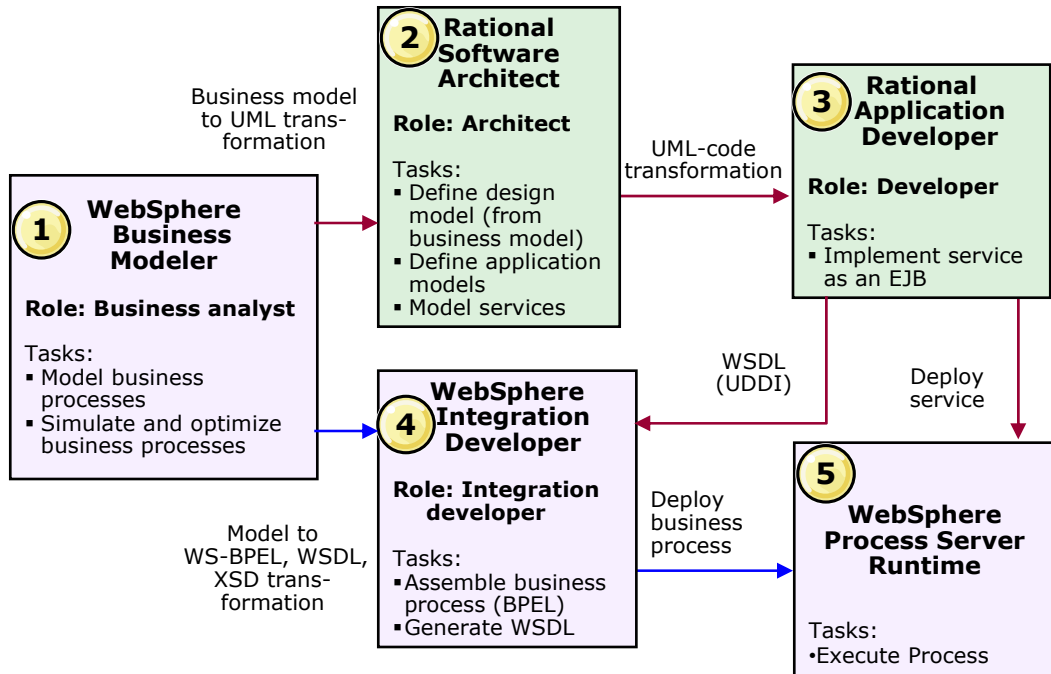 1
WebSphere
Business
Modeler
Role: Business analyst
Tasks:
▪ Model business
processes
▪ Simulate and optimize
business processes
Business model
to UML trans-
formation
2
Rational
Software
Architect
Role: Architect
Tasks:
▪ Define design
model (from
business model)
▪ Define application
models
▪ Model services
UML-code
transformation
3
Rational
Application
Developer
Role: Developer
Tasks:
▪ Implement service
as an EJB
WSDL
(UDDI)
Deploy
service
Model to
WS-BPEL, WSDL,
XSD trans-
formation
4
WebSphere
Integration
Developer
Role: Integration
developer
Tasks:
▪Assemble business
process (BPEL)
▪Generate WSDL
Deploy
business
process
5
WebSphere
Process Server
Runtime
Tasks:
•Execute Process